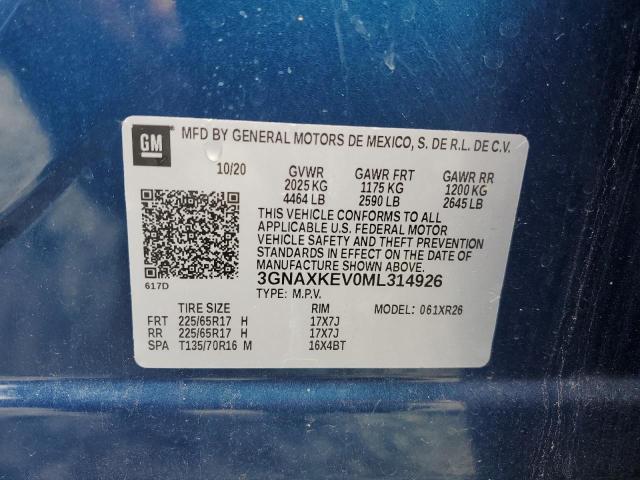 GM
MFD BY GENERAL MOTORS DE MEXICO, S. DE R.L. DE C.V.
10/20 GVWR GAWR FRT GAWR RR
2025 KG 1175 KG 1200 KG
4464 LB 2590 LB 2645 LB
THIS VEHICLE CONFORMS TO ALL
APPLICABLE U.S. FEDERAL MOTOR
VEHICLE SAFETY AND THEFT PREVENTION
STANDARDS IN EFFECT ON THE DATE OF
MANUFACTURE SHOWN ABOVE.
617D 3GNAXKEV0ML314926
TYPE: M.P.V.
TIRE SIZE RIM MODEL: 061XR26
FRT 225/65R17 H 17X7J
RR 225/65R17 H 17X7J
SPA T135/70R16 M 16X4BT